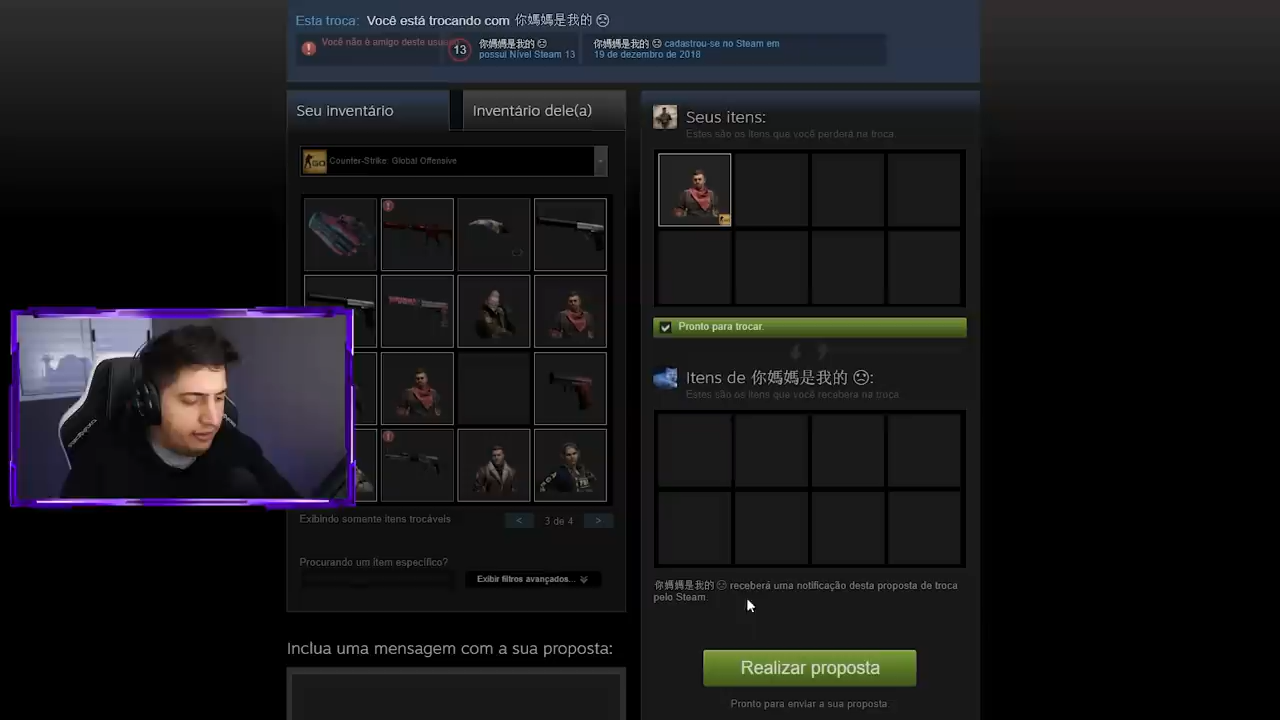 Esta troca: Você está trocando com 你媽媽是我的 ☹
Você não é amigo deste usuário
13
你媽媽是我的 ☹
possui Nível Steam 13
你媽媽是我的 ☹ cadastrou-se no Steam em
19 de dezembro de 2018
Seu inventário
Inventário dele(a)
Counter-Strike: Global Offensive
Exibindo somente itens trocáveis
< 3 de 4 >
Procurando um item específico?
Exibir filtros avançados...
Inclua uma mensagem com a sua proposta:
Seus itens:
Estes são os itens que você perderá na troca.
Pronto para trocar.
Itens de 你媽媽是我的 ☹:
Estes são os itens que você receberá na troca.
你媽媽是我的 ☹ receberá uma notificação desta proposta de troca
pelo Steam.
Realizar proposta
Pronto para enviar a sua proposta.